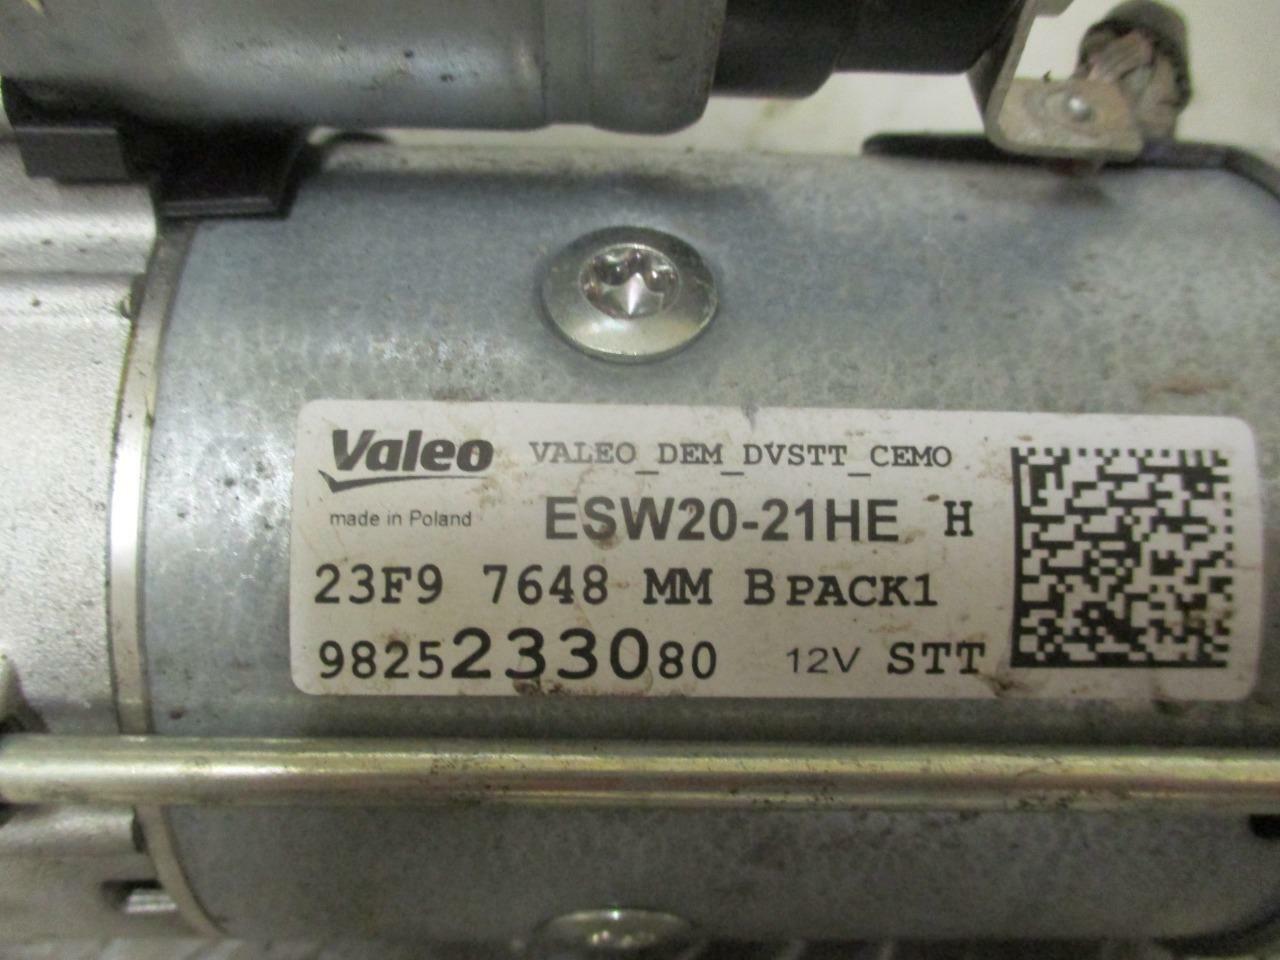 Valeo VALEO_DEM_DVSTT_CEMO
made in Poland ESW20-21HE H
23F9 7648 MM B PACK1
9825233080 12V STT